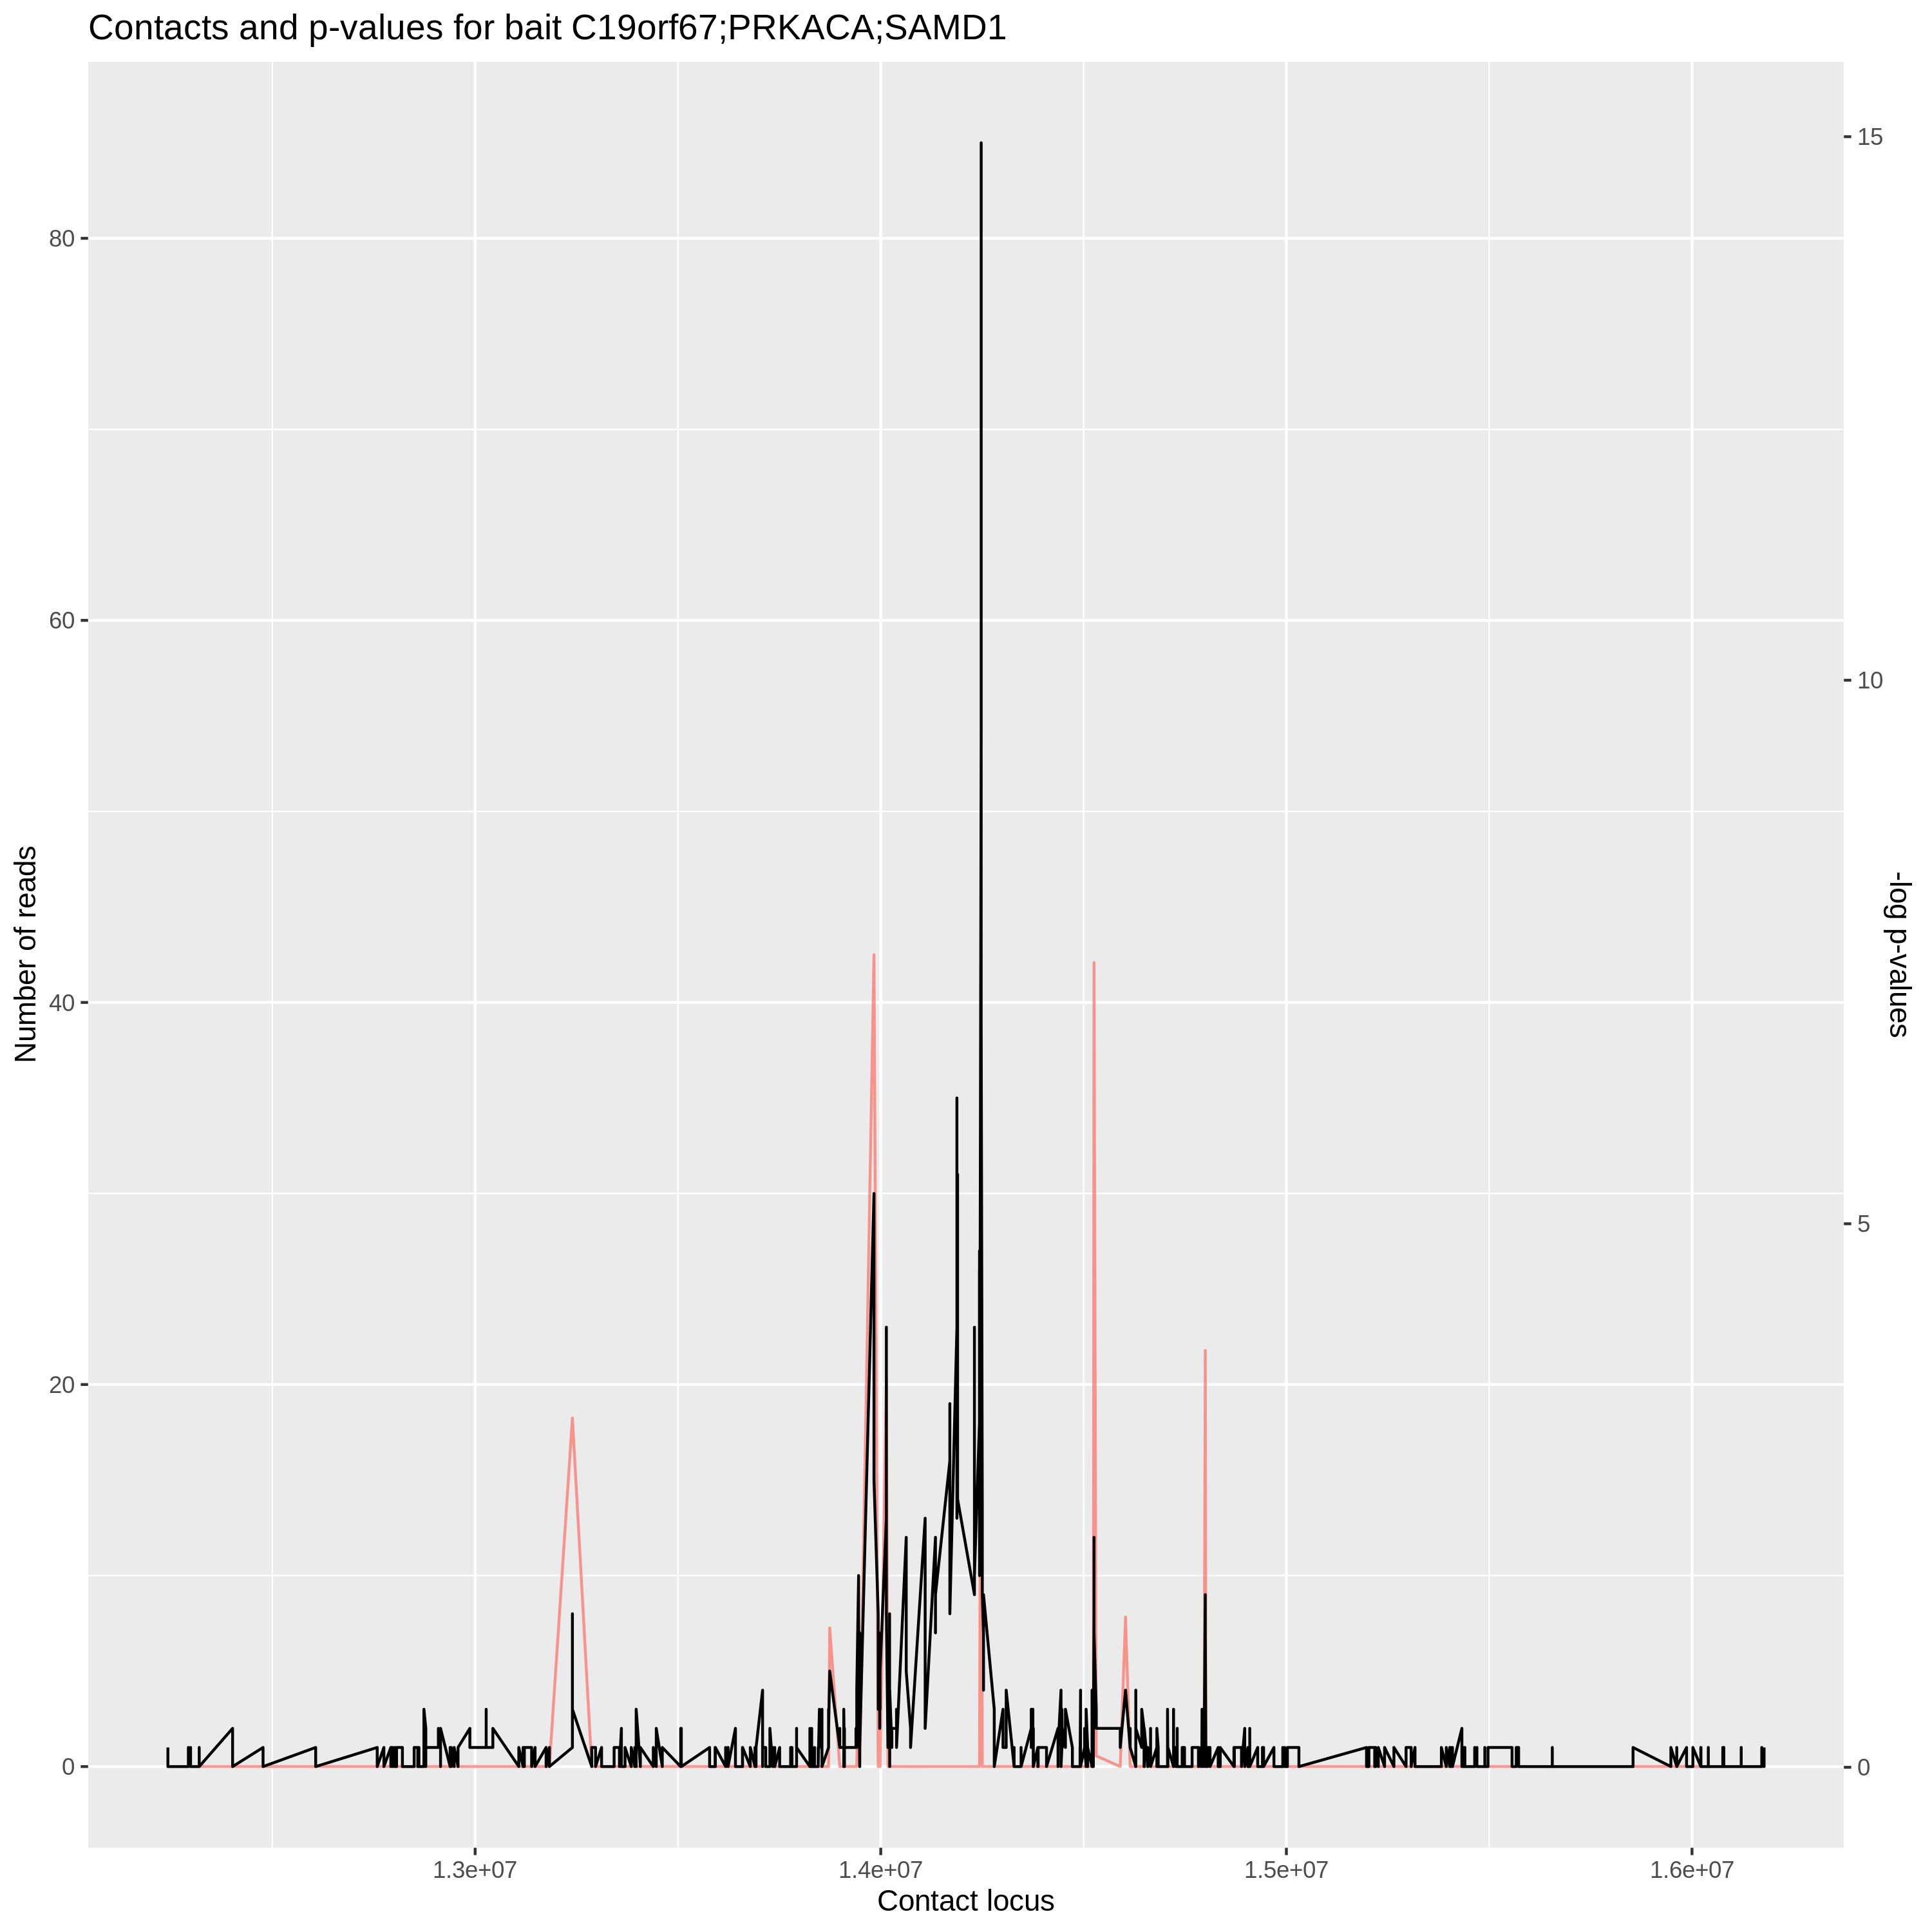 Contacts and p-values for bait C19orf67;PRKACA;SAMD1
Number of reads
80
60
40
20
0
15
10
5
0
-log p-values
1.3e+07
1.4e+07
1.5e+07
1.6e+07
Contact locus